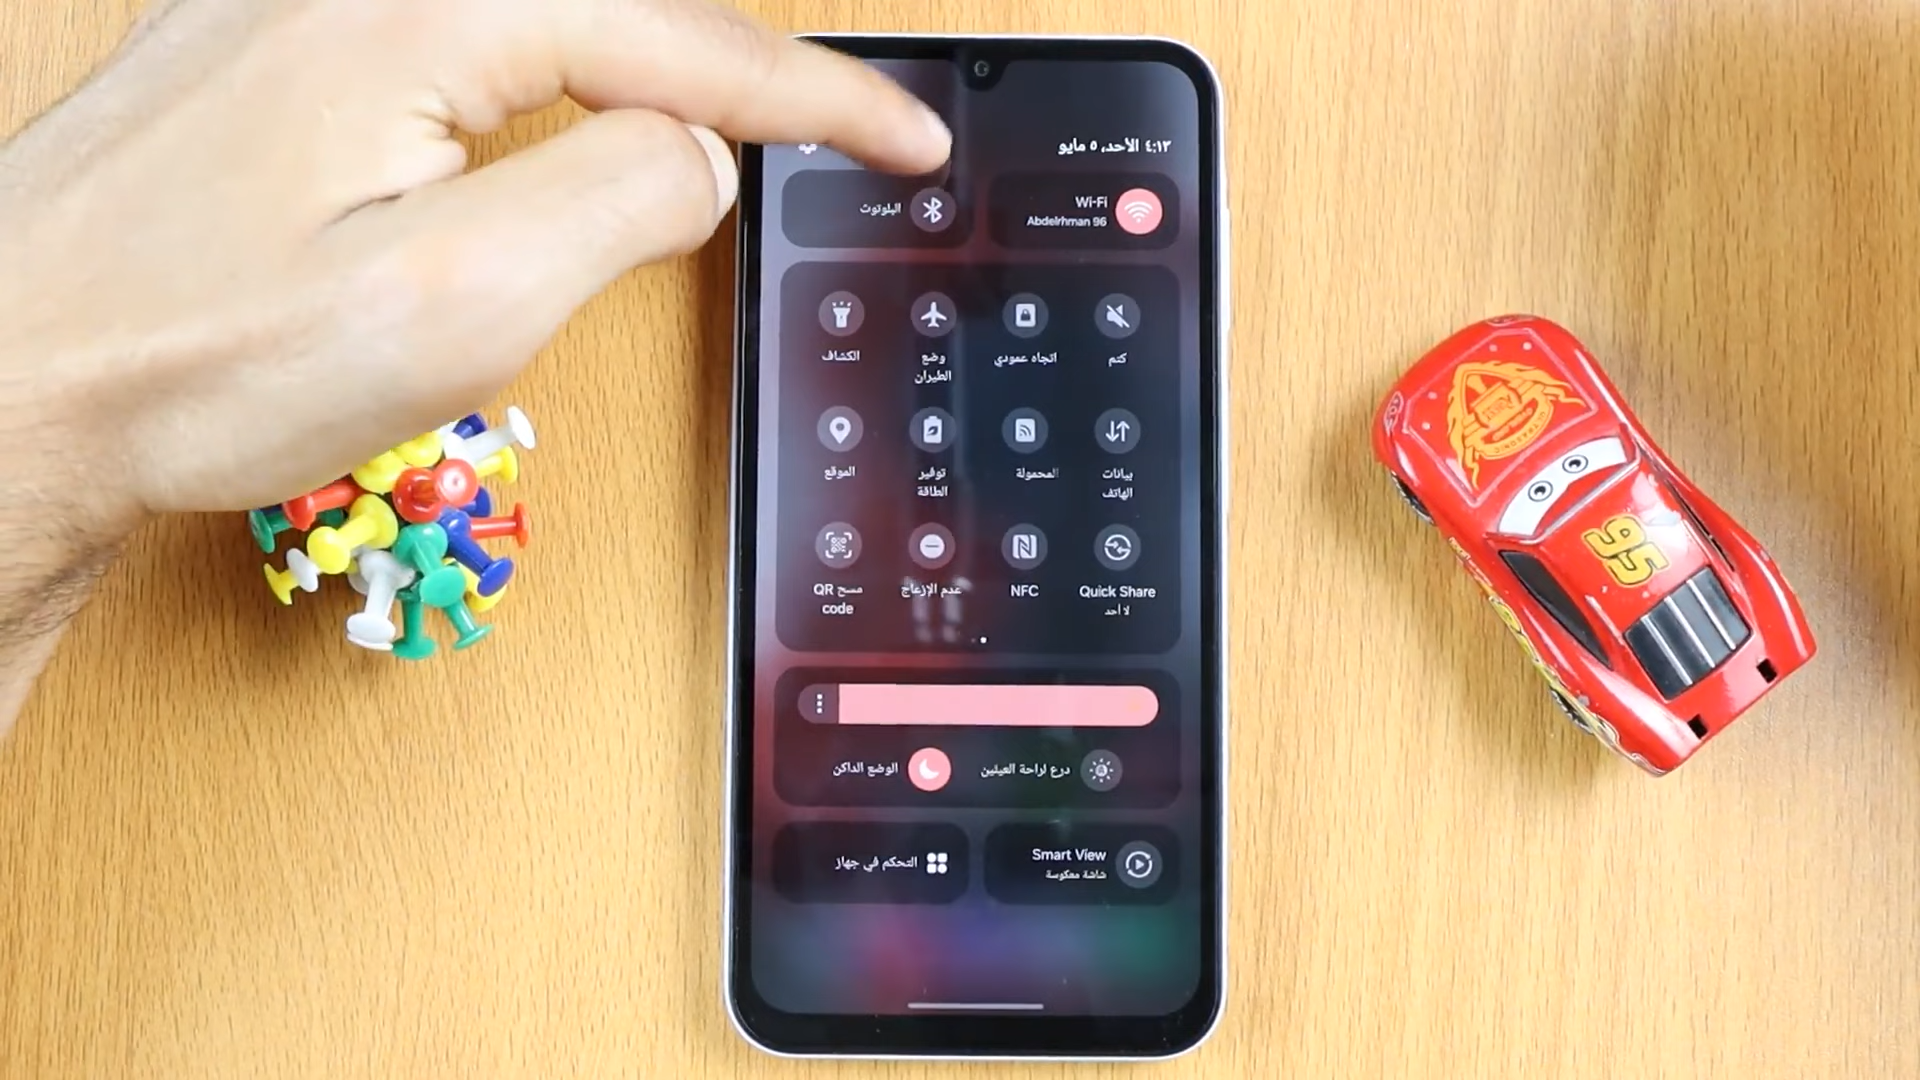 ٤:١٣ الأحد، ٥ مايو
Wi-Fi
Abdelrhman 96
البلوتوث
كتم
اتجاه عمودي
وضع
الطيران
الكشاف
بيانات
الهاتف
المحمولة
توفير
الطاقة
الموقع
Quick Share
لا أحد
NFC
عدم الإزعاج
مسح QR
code
درع لراحة العينين
الوضع الداكن
Smart View
شاشة معكوسة
التحكم في جهاز
95